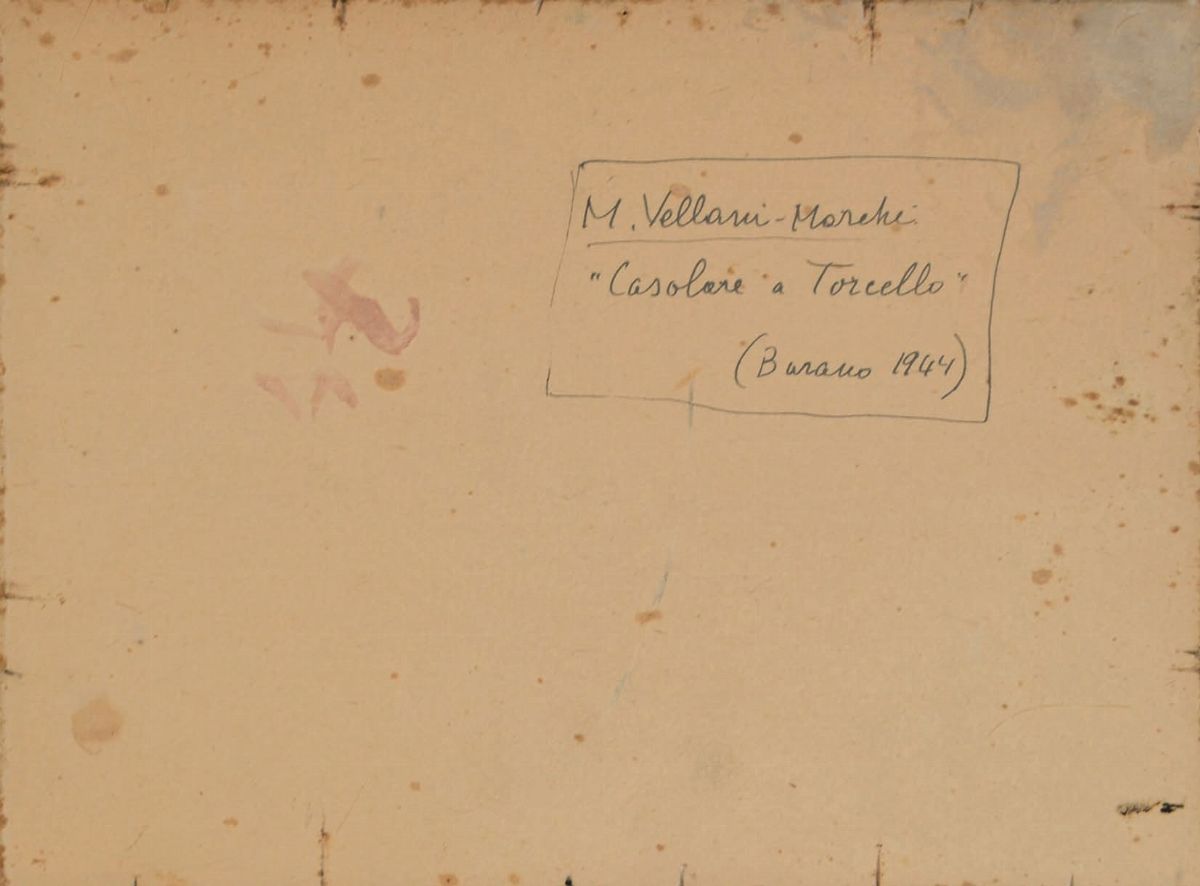 M. Vellani-Marchi
"Casolare a Torcello"
(Burano 1944)